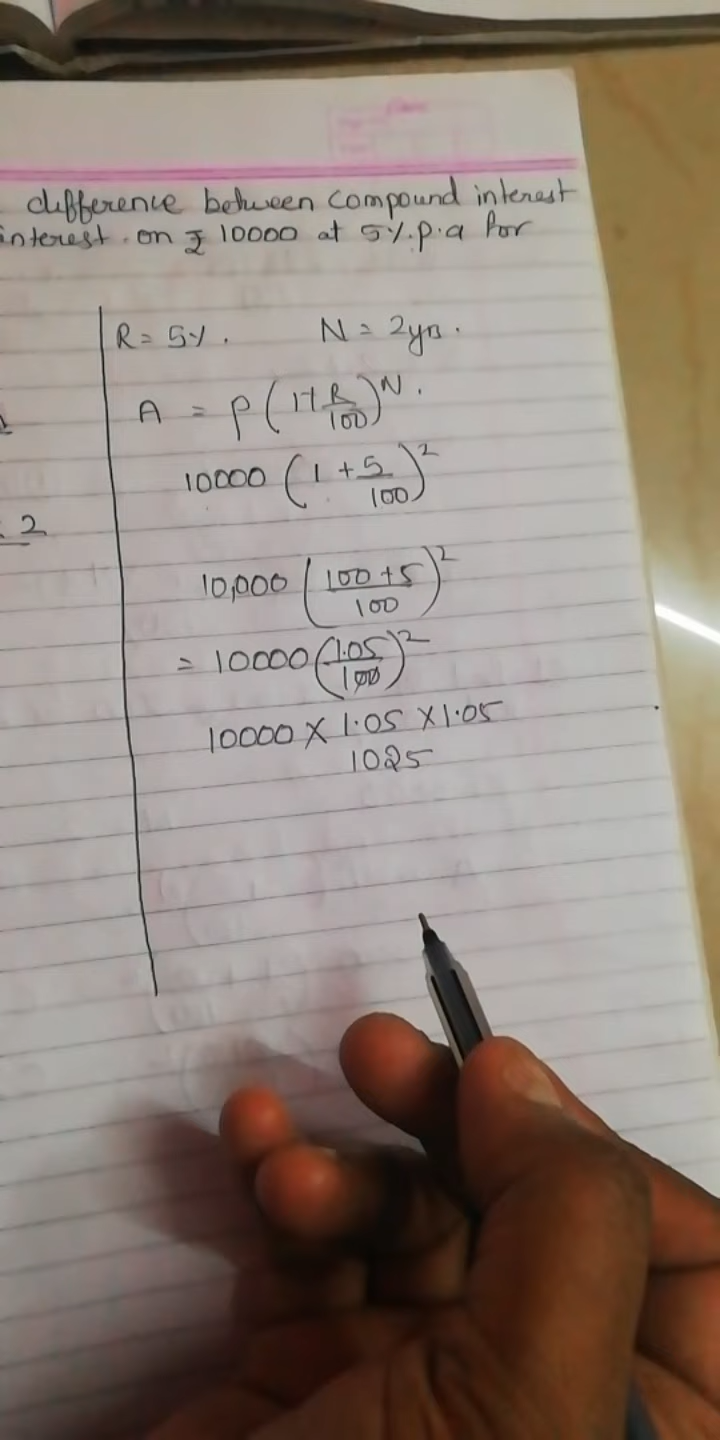 difference between compound interest
interest. on ₹ 10000 at 5%.p.a for
R = 5%. N = 2yrs.
A = P(1+R/100)^N.
10000 (1+5/100)^2
: 2
10,000 (100+5/100)^2
= 10000(1.05/100)^2
10000 X 1.05 X 1.05
1025